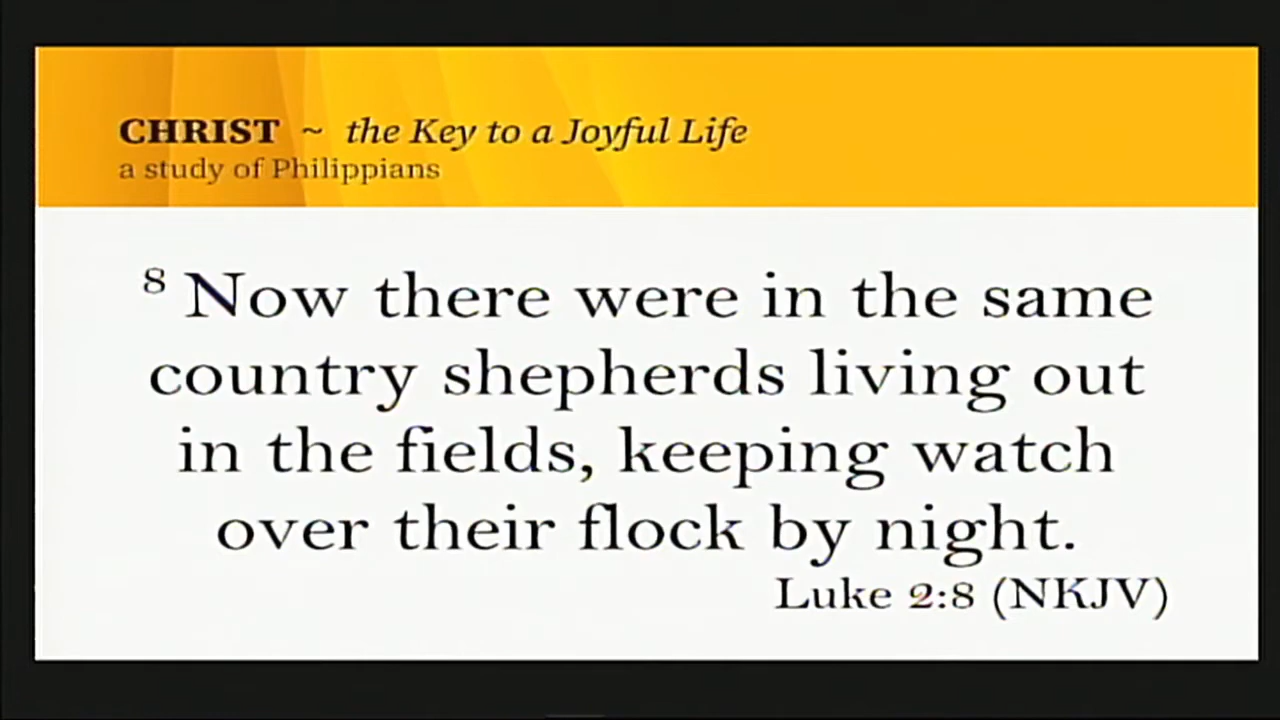 CHRIST ~ the Key to a Joyful Life
a study of Philippians
8 Now there were in the same
country shepherds living out
in the fields, keeping watch
over their flock by night.
Luke 2:8 (NKJV)